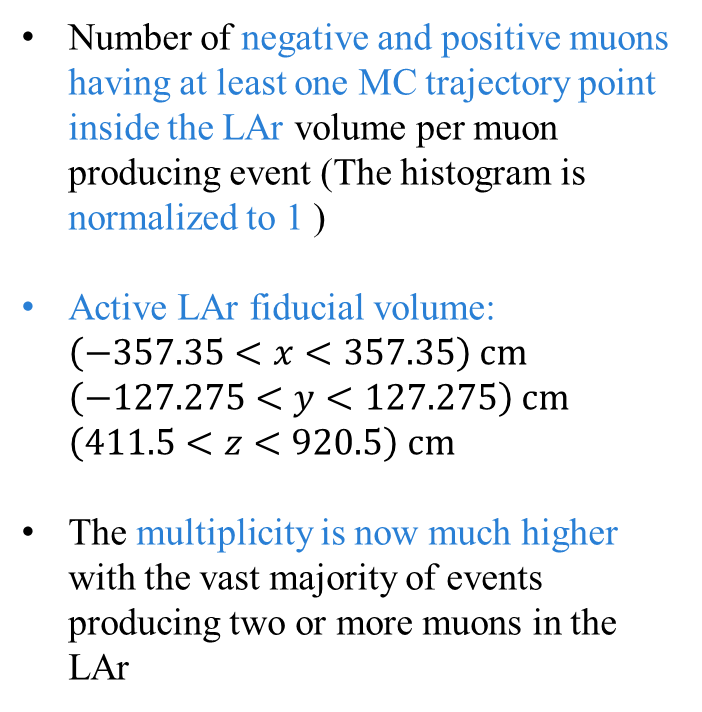 • Number of negative and positive muons
having at least one MC trajectory point
inside the LAr volume per muon
producing event (The histogram is
normalized to 1 )
• Active LAr fiducial volume:
(−357.35 < x < 357.35) cm
(−127.275 < y < 127.275) cm
(411.5 < z < 920.5) cm
• The multiplicity is now much higher
with the vast majority of events
producing two or more muons in the
LAr